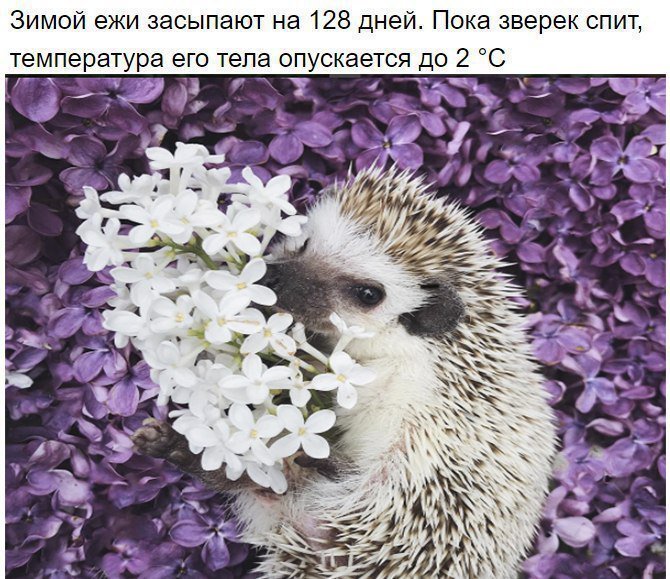 Зимой ежи засыпают на 128 дней. Пока зверек спит,
температура его тела опускается до 2 °C